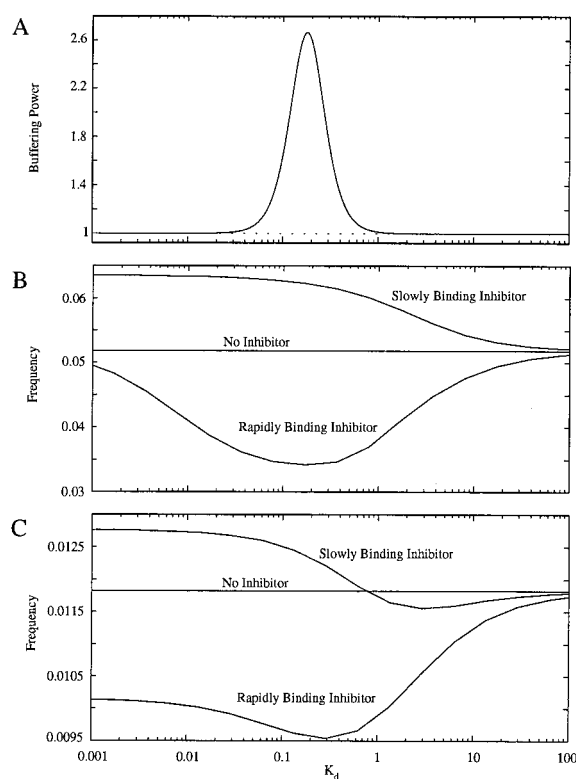 A
2.6
2.2
1.8
1.4
1
Buffering Power
B
0.06
0.05
0.04
0.03
Frequency
Slowly Binding Inhibitor
No Inhibitor
Rapidly Binding Inhibitor
C
0.0125
0.0115
0.0105
0.0095
Frequency
Slowly Binding Inhibitor
No Inhibitor
Rapidly Binding Inhibitor
0.001 0.01 0.1 1 10 100
K_d